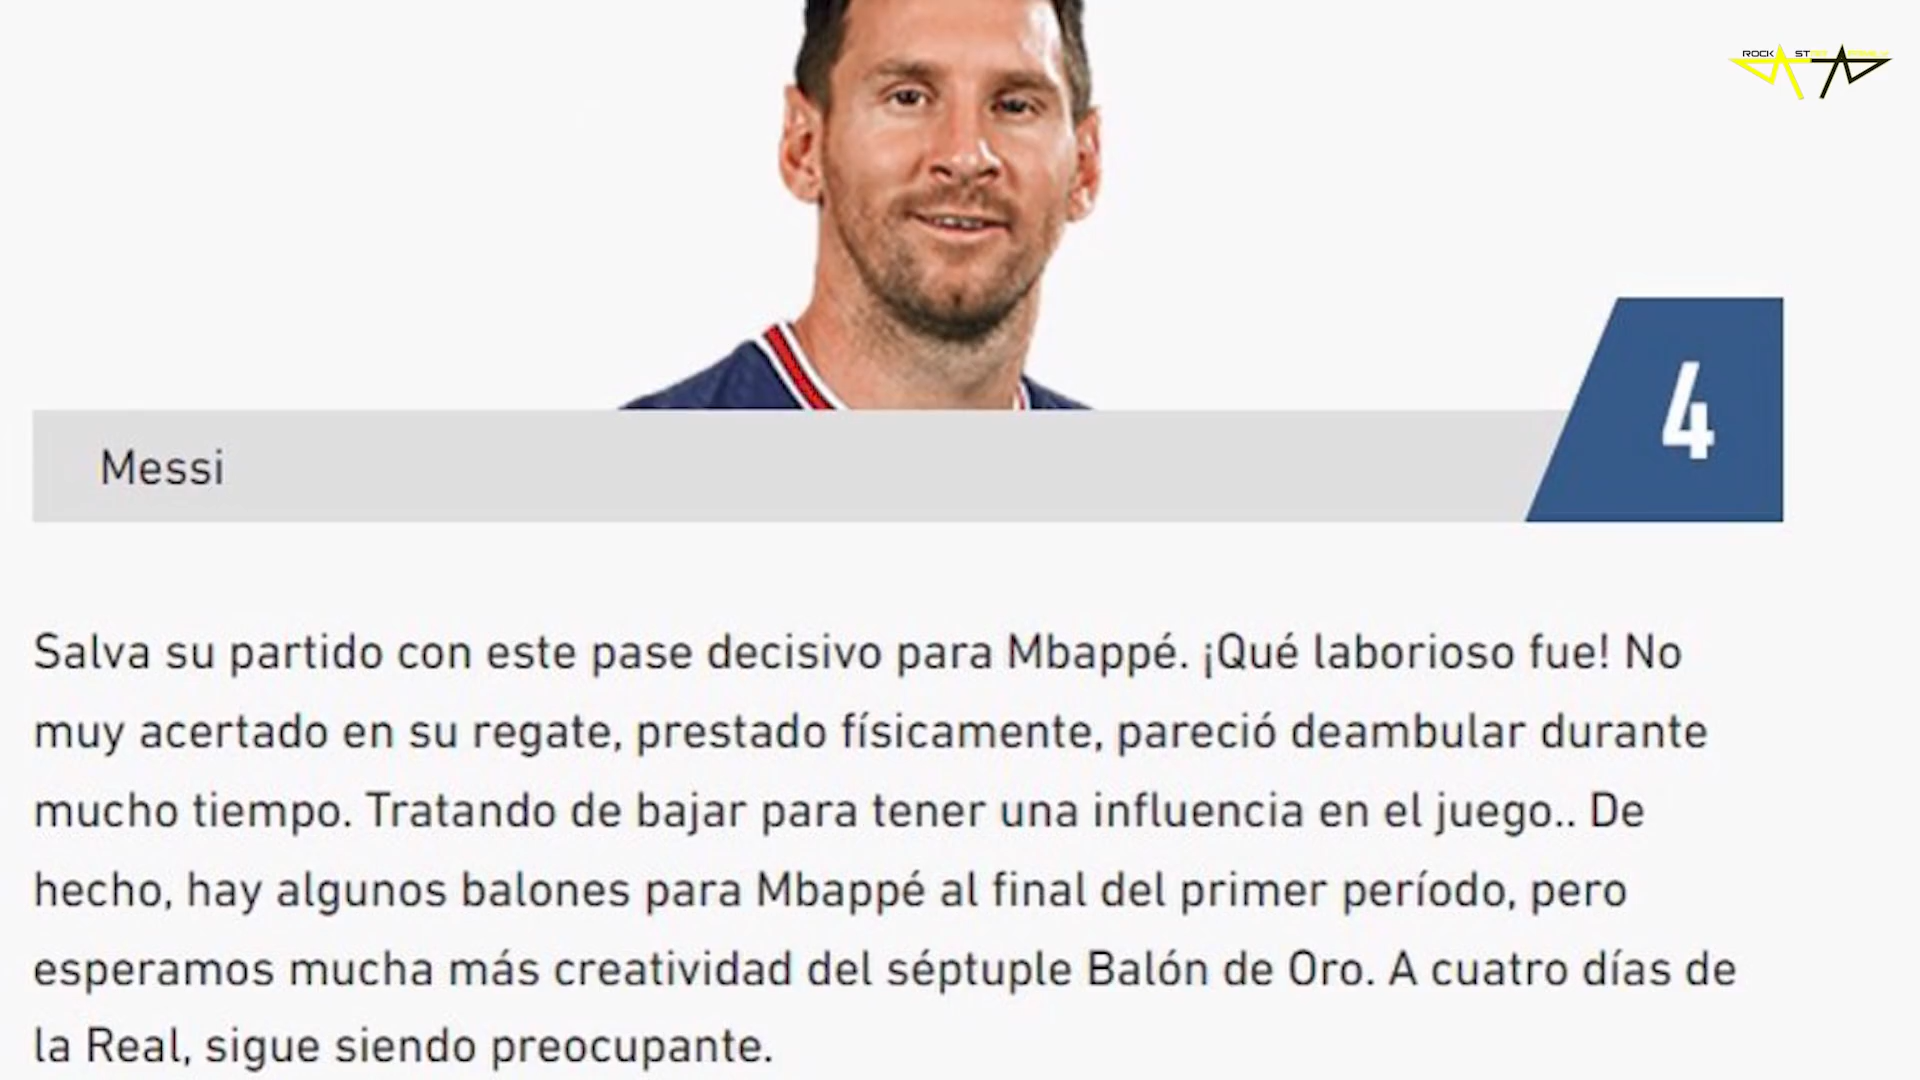 ROCK ST
4
Messi
Salva su partido con este pase decisivo para Mbappé. ¡Qué laborioso fue! No
muy acertado en su regate, prestado físicamente, pareció deambular durante
mucho tiempo. Tratando de bajar para tener una influencia en el juego.. De
hecho, hay algunos balones para Mbappé al final del primer período, pero
esperamos mucha más creatividad del séptuple Balón de Oro. A cuatro días de
la Real, sigue siendo preocupante.